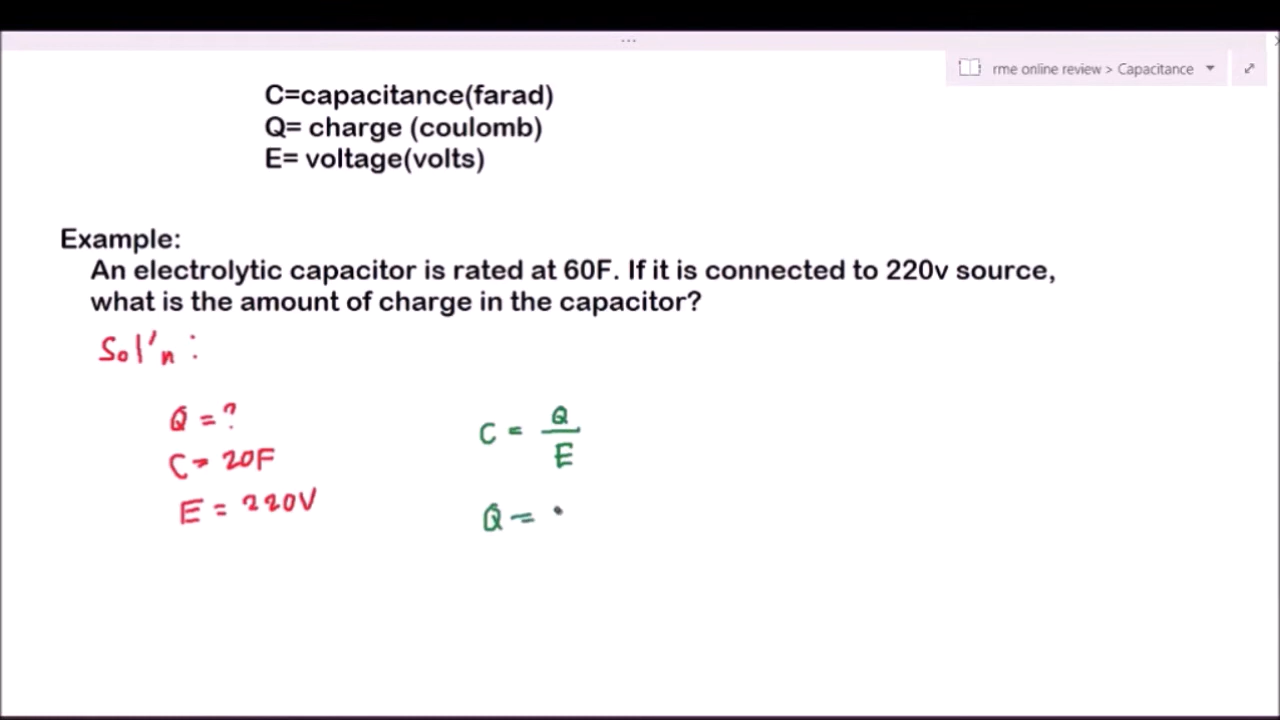 rme online review > Capacitance
C=capacitance(farad)
Q= charge (coulomb)
E= voltage(volts)
Example:
An electrolytic capacitor is rated at 60F. If it is connected to 220v source,
what is the amount of charge in the capacitor?
Sol'n :
Q = ?
C = 20F
E = 220V
C = Q
E
Q =